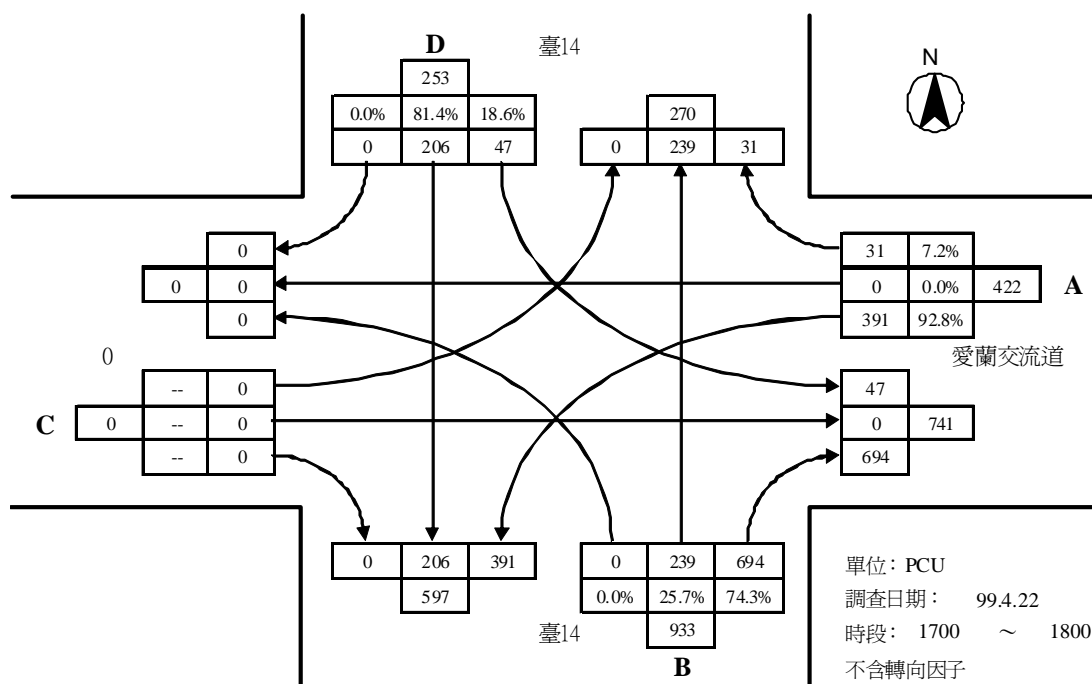 D
臺14
N
253
0.0% 81.4% 18.6%
0 206 47
270
0 239 31
0
0 0
0
31 7.2%
0 0.0% 422
391 92.8%
A
0
愛蘭交流道
C
-- 0
0 -- 0
-- 0
47
0 741
694
0 206 391
597
0 239 694
0.0% 25.7% 74.3%
933
臺14
B
單位：PCU
調查日期： 99.4.22
時段： 1700 ～ 1800
不含轉向因子